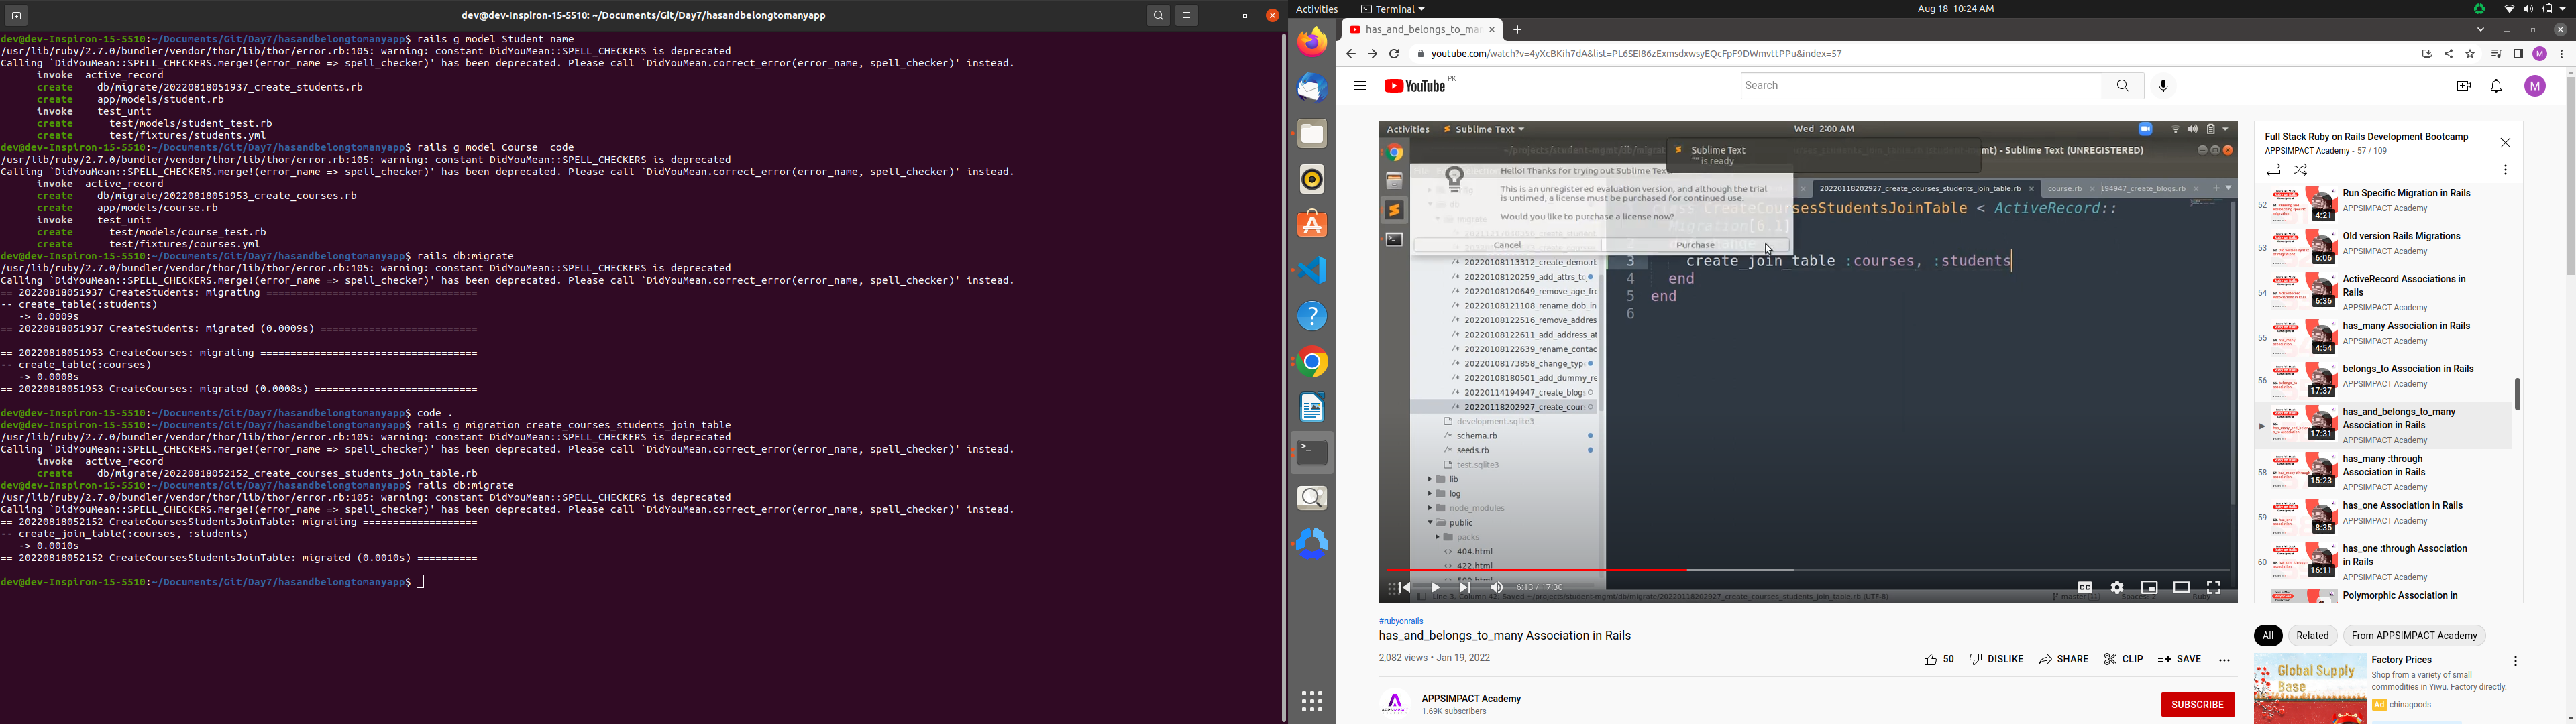 dev@dev-Inspiron-15-5510: ~/Documents/Git/Day7/hasandbelongtomanyapp
dev@dev-Inspiron-15-5510:~/Documents/Git/Day7/hasandbelongtomanyapp$ rails g model Student name
/usr/lib/ruby/2.7.0/bundler/vendor/thor/lib/thor/error.rb:105: warning: constant DidYouMean::SPELL_CHECKERS is deprecated
Calling `DidYouMean::SPELL_CHECKERS.merge!(error_name => spell_checker)' has been deprecated. Please call `DidYouMean.correct_error(error_name, spell_checker)' instead.
invoke  active_record
create    db/migrate/20220818051937_create_students.rb
create    app/models/student.rb
invoke    test_unit
create      test/models/student_test.rb
create      test/fixtures/students.yml
dev@dev-Inspiron-15-5510:~/Documents/Git/Day7/hasandbelongtomanyapp$ rails g model Course  code
/usr/lib/ruby/2.7.0/bundler/vendor/thor/lib/thor/error.rb:105: warning: constant DidYouMean::SPELL_CHECKERS is deprecated
Calling `DidYouMean::SPELL_CHECKERS.merge!(error_name => spell_checker)' has been deprecated. Please call `DidYouMean.correct_error(error_name, spell_checker)' instead.
invoke  active_record
create    db/migrate/20220818051953_create_courses.rb
create    app/models/course.rb
invoke    test_unit
create      test/models/course_test.rb
create      test/fixtures/courses.yml
dev@dev-Inspiron-15-5510:~/Documents/Git/Day7/hasandbelongtomanyapp$ rails db:migrate
/usr/lib/ruby/2.7.0/bundler/vendor/thor/lib/thor/error.rb:105: warning: constant DidYouMean::SPELL_CHECKERS is deprecated
Calling `DidYouMean::SPELL_CHECKERS.merge!(error_name => spell_checker)' has been deprecated. Please call `DidYouMean.correct_error(error_name, spell_checker)' instead.
== 20220818051937 CreateStudents: migrating ===================================
-- create_table(:students)
-> 0.0009s
== 20220818051937 CreateStudents: migrated (0.0009s) ==========================
== 20220818051953 CreateCourses: migrating ====================================
-- create_table(:courses)
-> 0.0008s
== 20220818051953 CreateCourses: migrated (0.0008s) ===========================
dev@dev-Inspiron-15-5510:~/Documents/Git/Day7/hasandbelongtomanyapp$ code .
dev@dev-Inspiron-15-5510:~/Documents/Git/Day7/hasandbelongtomanyapp$ rails g migration create_courses_students_join_table
/usr/lib/ruby/2.7.0/bundler/vendor/thor/lib/thor/error.rb:105: warning: constant DidYouMean::SPELL_CHECKERS is deprecated
Calling `DidYouMean::SPELL_CHECKERS.merge!(error_name => spell_checker)' has been deprecated. Please call `DidYouMean.correct_error(error_name, spell_checker)' instead.
invoke  active_record
create    db/migrate/20220818052152_create_courses_students_join_table.rb
dev@dev-Inspiron-15-5510:~/Documents/Git/Day7/hasandbelongtomanyapp$ rails db:migrate
/usr/lib/ruby/2.7.0/bundler/vendor/thor/lib/thor/error.rb:105: warning: constant DidYouMean::SPELL_CHECKERS is deprecated
Calling `DidYouMean::SPELL_CHECKERS.merge!(error_name => spell_checker)' has been deprecated. Please call `DidYouMean.correct_error(error_name, spell_checker)' instead.
== 20220818052152 CreateCoursesStudentsJoinTable: migrating ===================
-- create_join_table(:courses, :students)
-> 0.0010s
== 20220818052152 CreateCoursesStudentsJoinTable: migrated (0.0010s) ==========
dev@dev-Inspiron-15-5510:~/Documents/Git/Day7/hasandbelongtomanyapp$
Activities Terminal Aug 18 10:24 AM
has_and_belongs_to_ma
youtube.com/watch?v=4yXcBKih7dA&list=PL6SEI86zExmsdxwsyEQcFpF9DWmvttPPu&index=57
M
YouTube PK
Search
M
Activities Sublime Text Wed 2:00 AM
Sublime Text
"" is ready
mt) - Sublime Text (UNREGISTERED)
Hello! Thanks for trying out Sublime Text
This is an unregistered evaluation version, and although the trial
is untimed, a license must be purchased for continued use.
Would you like to purchase a license now?
Cancel Purchase
20220118202927_create_courses_students_join_table.rb
course.rb
194947_create_blogs.rb
class CreateCoursesStudentsJoinTable < ActiveRecord::
Migration[6.1]
3 create_join_table :courses, :students
4 end
5 end
6
20220108113312_create_demo.rb
20220108120259_add_attrs_to
20220108120649_remove_age_fro
20220108121108_rename_dob_in
20220108122516_remove_addres
20220108122611_add_address_at
20220108122639_rename_contac
20220108173858_change_typ
20220108180501_add_dummy_re
20220114194947_create_blog
20220118202927_create_cour
development.sqlite3
schema.rb
seeds.rb
test.sqlite3
lib
log
node_modules
public
packs
404.html
422.html
6:13 / 17:30
Line 3, Column 42; Saved ~/projects/student-mgmt/db/migrate/20220118202927_create_courses_students_join_table.rb (UTF-8)
master
Spaces: 2
Ruby
#rubyonrails
has_and_belongs_to_many Association in Rails
2,082 views • Jan 19, 2022
50 DISLIKE SHARE CLIP SAVE
APPSIMPACT Academy
1.69K subscribers
SUBSCRIBE
Full Stack Ruby on Rails Development Bootcamp
APPSIMPACT Academy - 57 / 109
52 4:21 Run Specific Migration in Rails
APPSIMPACT Academy
53 6:06 Old version Rails Migrations
APPSIMPACT Academy
54 6:36 ActiveRecord Associations in
Rails
APPSIMPACT Academy
55 4:54 has_many Association in Rails
APPSIMPACT Academy
56 17:37 belongs_to Association in Rails
APPSIMPACT Academy
17:31 has_and_belongs_to_many
Association in Rails
APPSIMPACT Academy
58 15:23 has_many :through
Association in Rails
APPSIMPACT Academy
59 8:35 has_one Association in Rails
APPSIMPACT Academy
60 16:11 has_one :through Association
in Rails
APPSIMPACT Academy
Polymorphic Association in
All Related From APPSIMPACT Academy
Global Supply
Base
Factory Prices
Shop from a variety of small
commodities in Yiwu. Factory directly.
Ad chinagoods